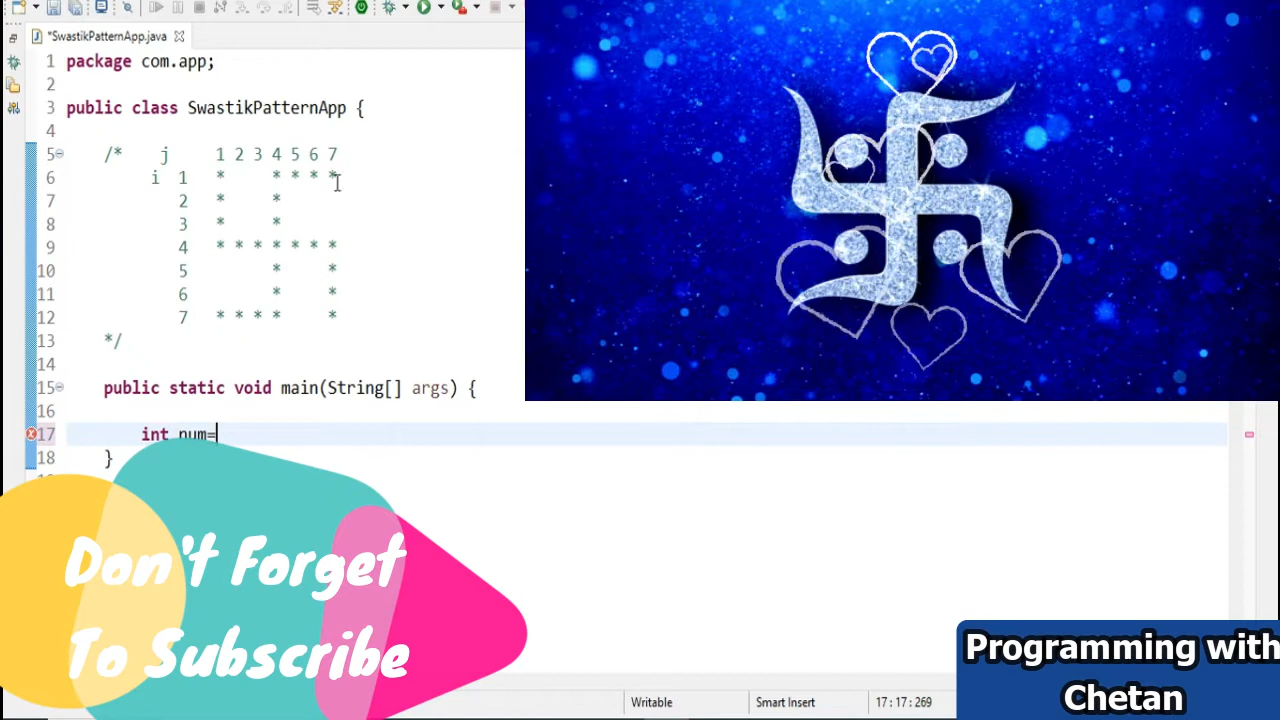 *SwastikPatternApp.java
1 package com.app;
2
3 public class SwastikPatternApp {
4
5 /* j 1 2 3 4 5 6 7
6 i 1 * * * * *
7 2 * *
8 3 * *
9 4 * * * * * * *
10 5 * *
11 6 * *
12 7 * * * * *
13 */
14
15 public static void main(String[] args) {
16
17 int num=
18 }
Don't Forget
To Subscribe
Writable Smart Insert 17:17:269
Programming with
Chetan